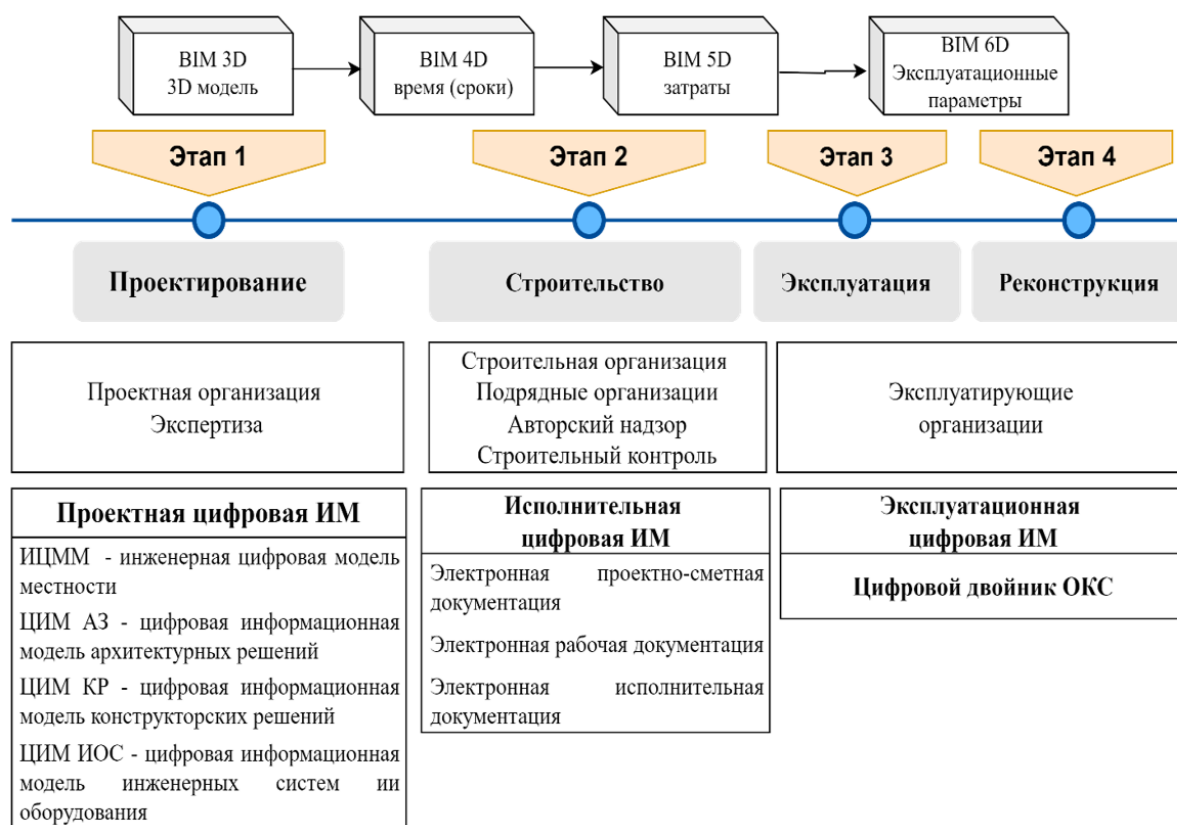 BIM 3D
3D модель
BIM 4D
время (сроки)
BIM 5D
затраты
BIM 6D
Эксплуатационные
параметры
Этап 1
Этап 2
Этап 3
Этап 4
Проектирование
Строительство
Эксплуатация
Реконструкция
Проектная организация
Экспертиза
Строительная организация
Подрядные организации
Авторский надзор
Строительный контроль
Эксплуатирующие
организации
Проектная цифровая ИМ
ИЦММ - инженерная цифровая модель
местности
ЦИМ АЗ - цифровая информационная
модель архитектурных решений
ЦИМ КР - цифровая информационная
модель конструкторских решений
ЦИМ ИОС - цифровая информационная
модель инженерных систем ии
оборудования
Исполнительная
цифровая ИМ
Электронная проектно-сметная
документация
Электронная рабочая документация
Электронная исполнительная
документация
Эксплуатационная
цифровая ИМ
Цифровой двойник ОКС